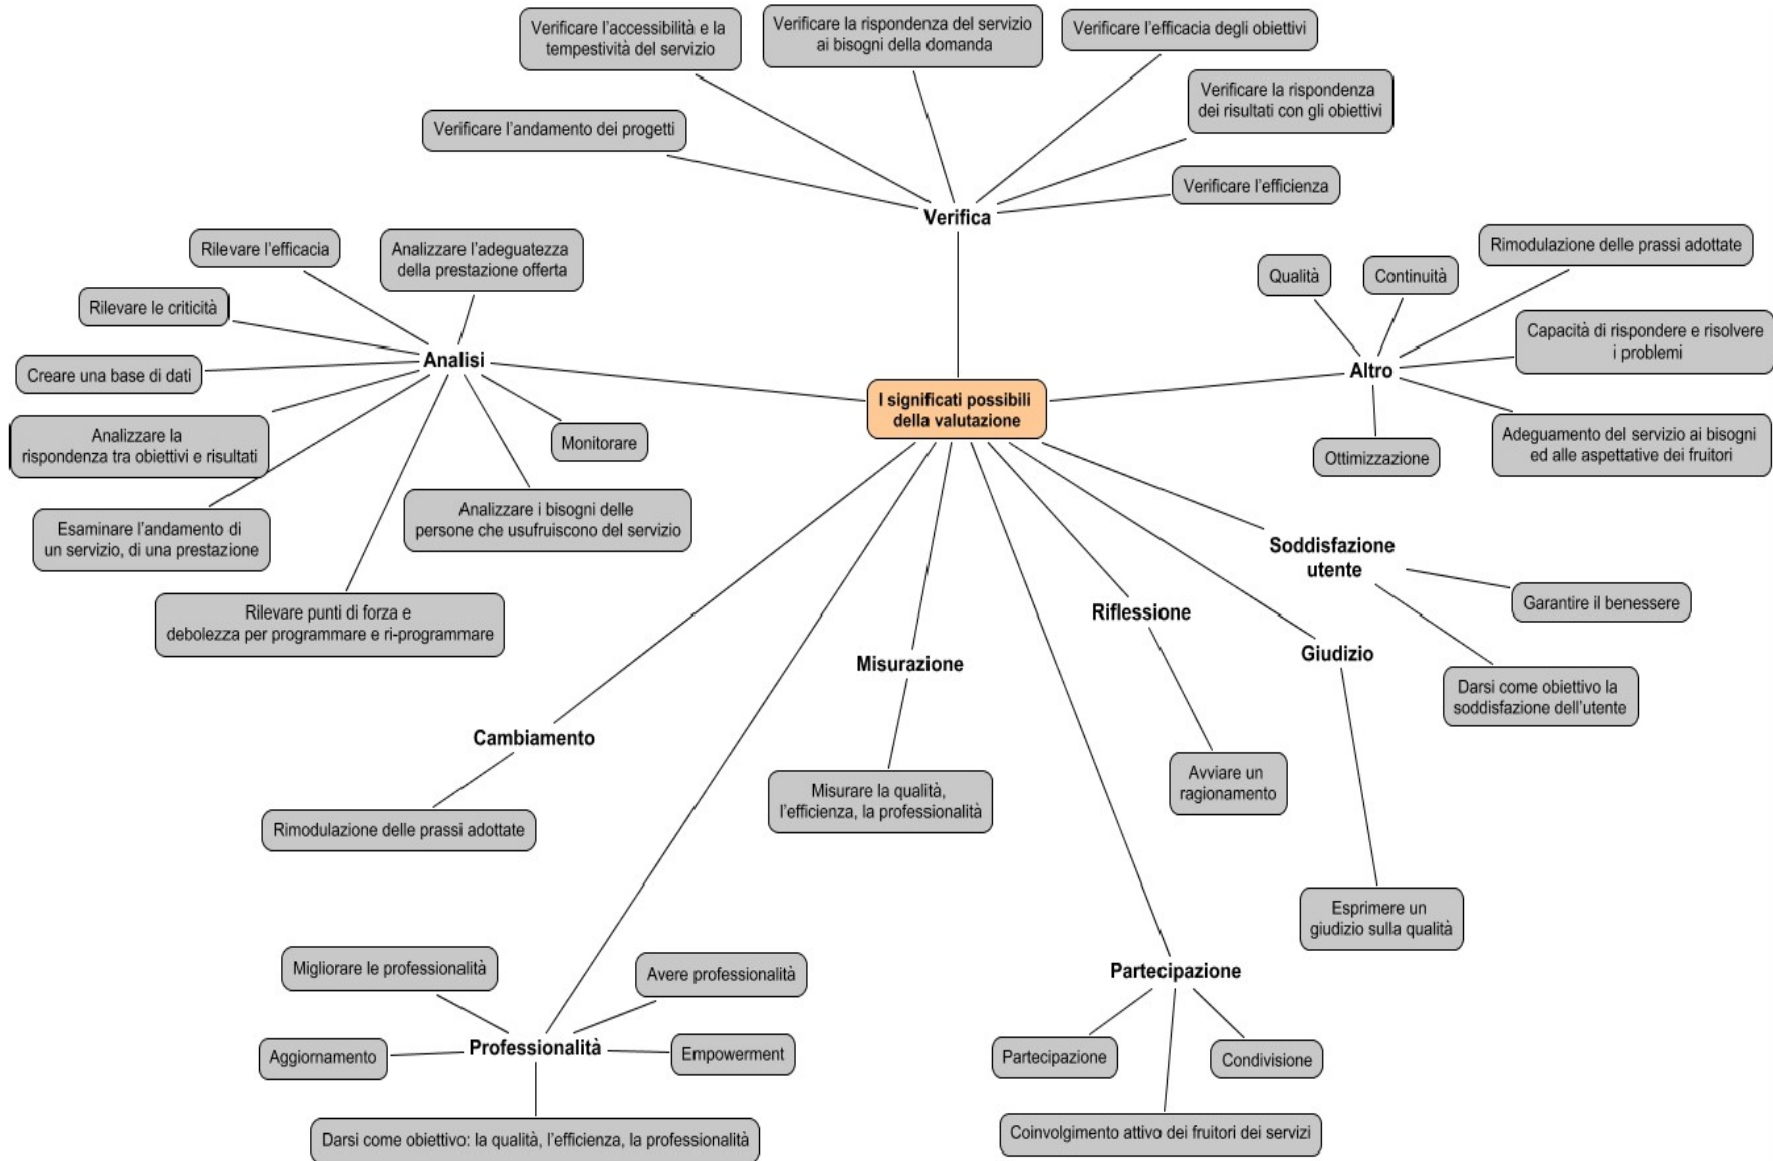 Verificare l'accessibilità e la
tempestività del servizio
Verificare la rispondenza del servizio
ai bisogni della domanda
Verificare l'efficacia degli obiettivi
Verificare la rispondenza
dei risultati con gli obiettivi
Verificare l'andamento dei progetti
Verificare l'efficienza
Verifica
Rilevare l'efficacia
Analizzare l'adeguatezza
della prestazione offerta
Rilevare le criticità
Creare una base di dati
Analisi
Analizzare la
rispondenza tra obiettivi e risultati
Monitorare
Esaminare l'andamento di
un servizio, di una prestazione
Analizzare i bisogni delle
persone che usufruiscono del servizio
Rilevare punti di forza e
debolezza per programmare e ri-programmare
I significati possibili
della valutazione
Rimodulazione delle prassi adottate
Qualità
Continuità
Capacità di rispondere e risolvere
i problemi
Altro
Ottimizzazione
Adeguamento del servizio ai bisogni
ed alle aspettative dei fruitori
Soddisfazione
utente
Garantire il benessere
Darsi come obiettivo la
soddisfazione dell'utente
Riflessione
Avviare un
ragionamento
Giudizio
Esprimere un
giudizio sulla qualità
Misurazione
Misurare la qualità,
l'efficienza, la professionalità
Cambiamento
Rimodulazione delle prassi adottate
Migliorare le professionalità
Avere professionalità
Aggiornamento
Professionalità
Empowerment
Darsi come obiettivo: la qualità, l'efficienza, la professionalità
Partecipazione
Partecipazione
Condivisione
Coinvolgimento attivo dei fruitori dei servizi